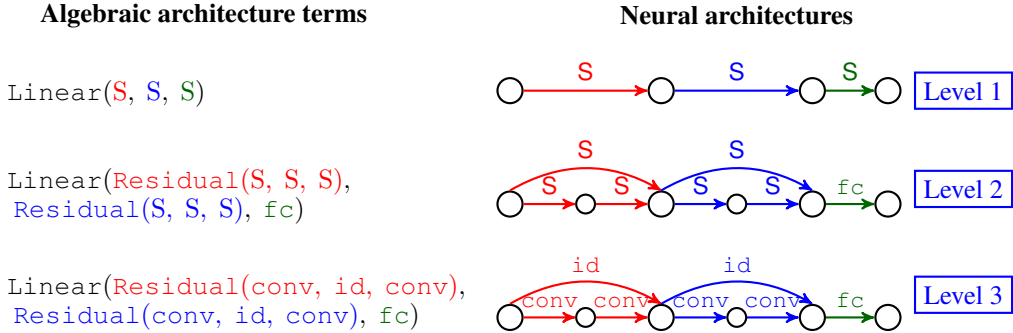 Algebraic architecture terms
Neural architectures
Linear(S, S, S)
S
S
S
Level 1
Linear(Residual(S, S, S),
Residual(S, S, S), fc)
S
S
S S S S fc
Level 2
Linear(Residual(conv, id, conv),
Residual(conv, id, conv), fc)
id
id
conv conv conv conv fc
Level 3